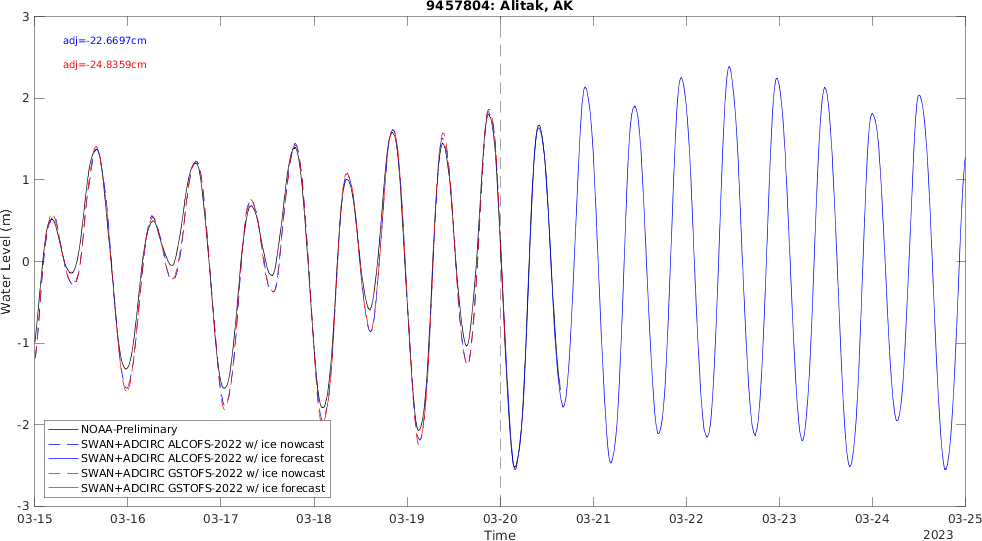 9457804: Alitak, AK
adj=-22.6697cm
adj=-24.8359cm
Water Level (m)
3
2
1
0
-1
-2
-3
NOAA-Preliminary
SWAN+ADCIRC ALCOFS-2022 w/ ice nowcast
SWAN+ADCIRC ALCOFS-2022 w/ ice forecast
SWAN+ADCIRC GSTOFS-2022 w/ ice nowcast
SWAN+ADCIRC GSTOFS-2022 w/ ice forecast
03-15 03-16 03-17 03-18 03-19 03-20 03-21 03-22 03-23 03-24 03-25
Time
2023